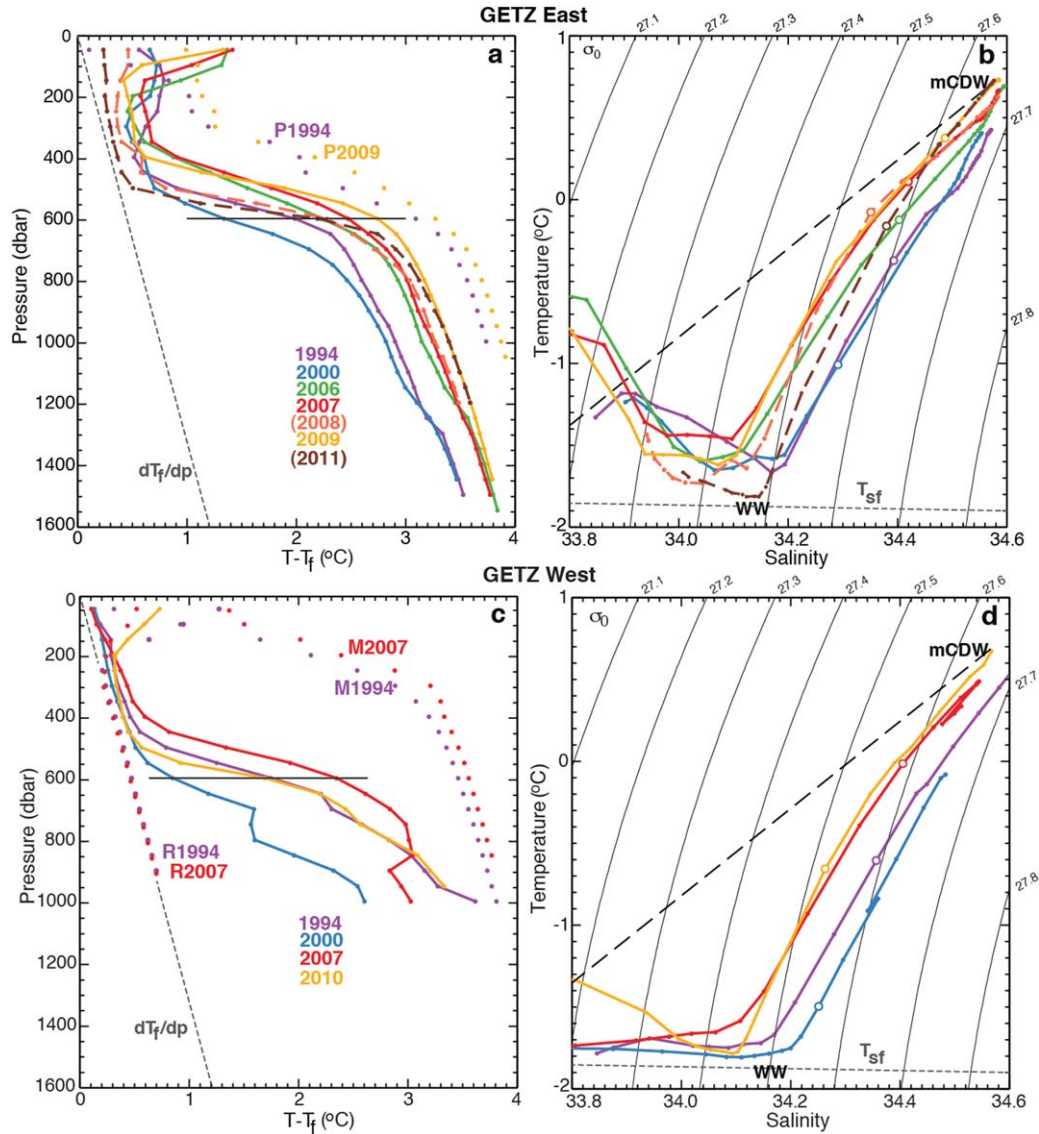 GETZ East
27.1
27.2
27.3
27.4
27.5
27.6
27.7
27.8
σ0
a
b
mCDW
P1994
P2009
1994
2000
2006
2007
(2008)
2009
(2011)
dTf/dp
Tsf
WW
0
200
400
600
800
1000
1200
1400
1600
Pressure (dbar)
0
1
2
3
4
T-Tf (ºC)
0
-1
-2
Temperature (ºC)
33.8
34.0
34.2
34.4
34.6
Salinity
GETZ West
27.1
27.2
27.3
27.4
27.5
27.6
27.7
27.8
σ0
c
d
mCDW
M2007
M1994
R1994
R2007
1994
2000
2007
2010
dTf/dp
Tsf
WW
0
200
400
600
800
1000
1200
1400
1600
Pressure (dbar)
0
1
2
3
4
T-Tf (ºC)
0
-1
-2
Temperature (ºC)
33.8
34.0
34.2
34.4
34.6
Salinity